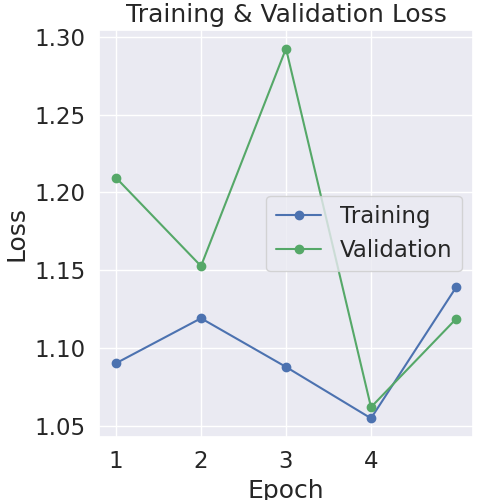 Training & Validation Loss
1.30
1.25
1.20
1.15
1.10
1.05
Loss
Training
Validation
1 2 3 4
Epoch